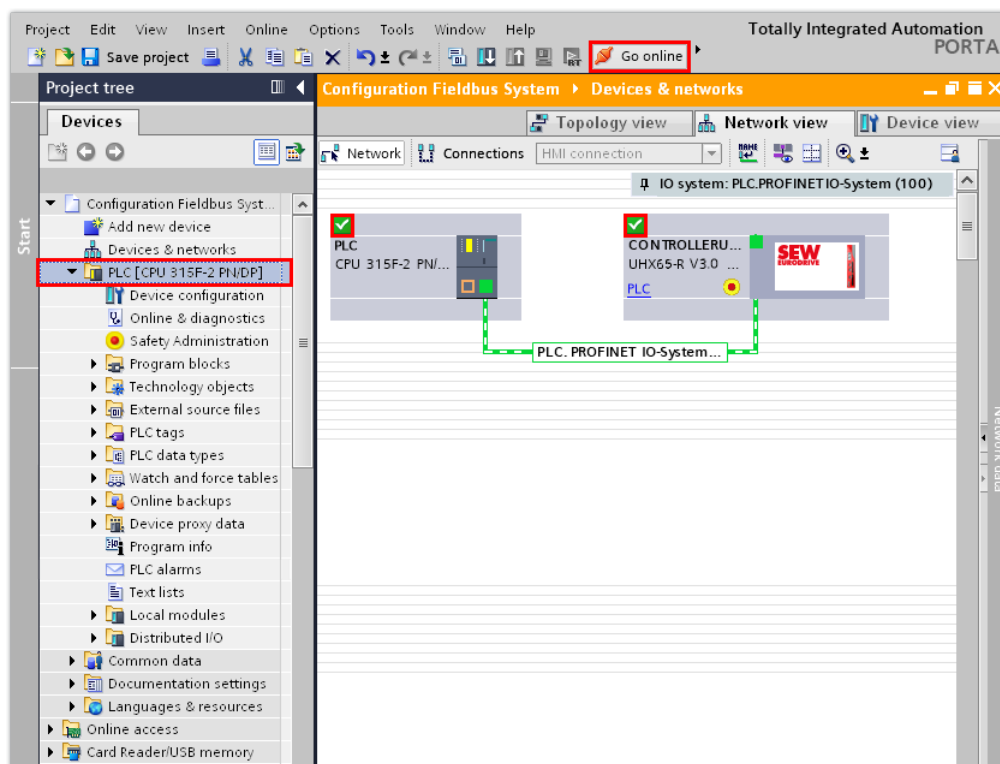 Project Edit View Insert Online Options Tools Window Help
Totally Integrated Automation
PORTA
Save project
RT
Go online
Project tree
Configuration Fieldbus System Devices & networks
Devices
Topology view Network view Device view
Network Connections HMI connection
IO system: PLC.PROFINET IO-System (100)
Start
Configuration Fieldbus Syst...
Add new device
Devices & networks
PLC [CPU 315F-2 PN/DP]
Device configuration
Online & diagnostics
Safety Administration
Program blocks
Technology objects
External source files
PLC tags
PLC data types
Watch and force tables
Online backups
Device proxy data
Program info
PLC alarms
Text lists
Local modules
Distributed I/O
Common data
Documentation settings
Languages & resources
Online access
Card Reader/USB memory
PLC
CPU 315F-2 PN/...
CONTROLLERU...
UHX65-R V3.0 ...
PLC
SEW
EURODRIVE
PLC. PROFINET IO-System...
Network data